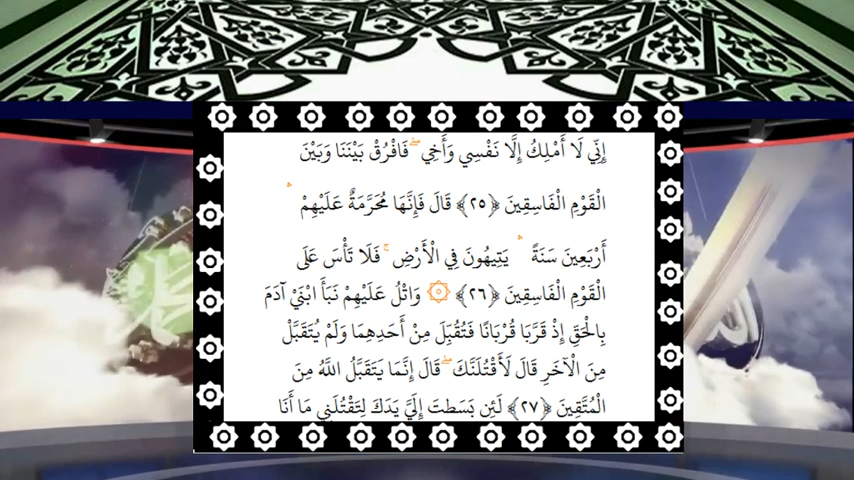 إِنِّي لَا أَمْلِكُ إِلَّا نَفْسِي وَأَخِي ۖ فَافْرُقْ بَيْنَنَا وَبَيْنَ
الْقَوْمِ الْفَاسِقِينَ ﴿٢٥﴾ قَالَ فَإِنَّهَا مُحَرَّمَةٌ عَلَيْهِمْ ۛ
أَرْبَعِينَ سَنَةً ۛ يَتِيهُونَ فِي الْأَرْضِ ۚ فَلَا تَأْسَ عَلَى
الْقَوْمِ الْفَاسِقِينَ ﴿٢٦﴾ ۞ وَاتْلُ عَلَيْهِمْ نَبَأَ ابْنَيْ آدَمَ
بِالْحَقِّ إِذْ قَرَّبَا قُرْبَانًا فَتُقُبِّلَ مِنْ أَحَدِهِمَا وَلَمْ يُتَقَبَّلْ
مِنَ الْآخَرِ قَالَ لَأَقْتُلَنَّكَ ۖ قَالَ إِنَّمَا يَتَقَبَّلُ اللَّهُ مِنَ
الْمُتَّقِينَ ﴿٢٧﴾ لَئِن بَسَطتَ إِلَيَّ يَدَكَ لِتَقْتُلَنِي مَا أَنَا